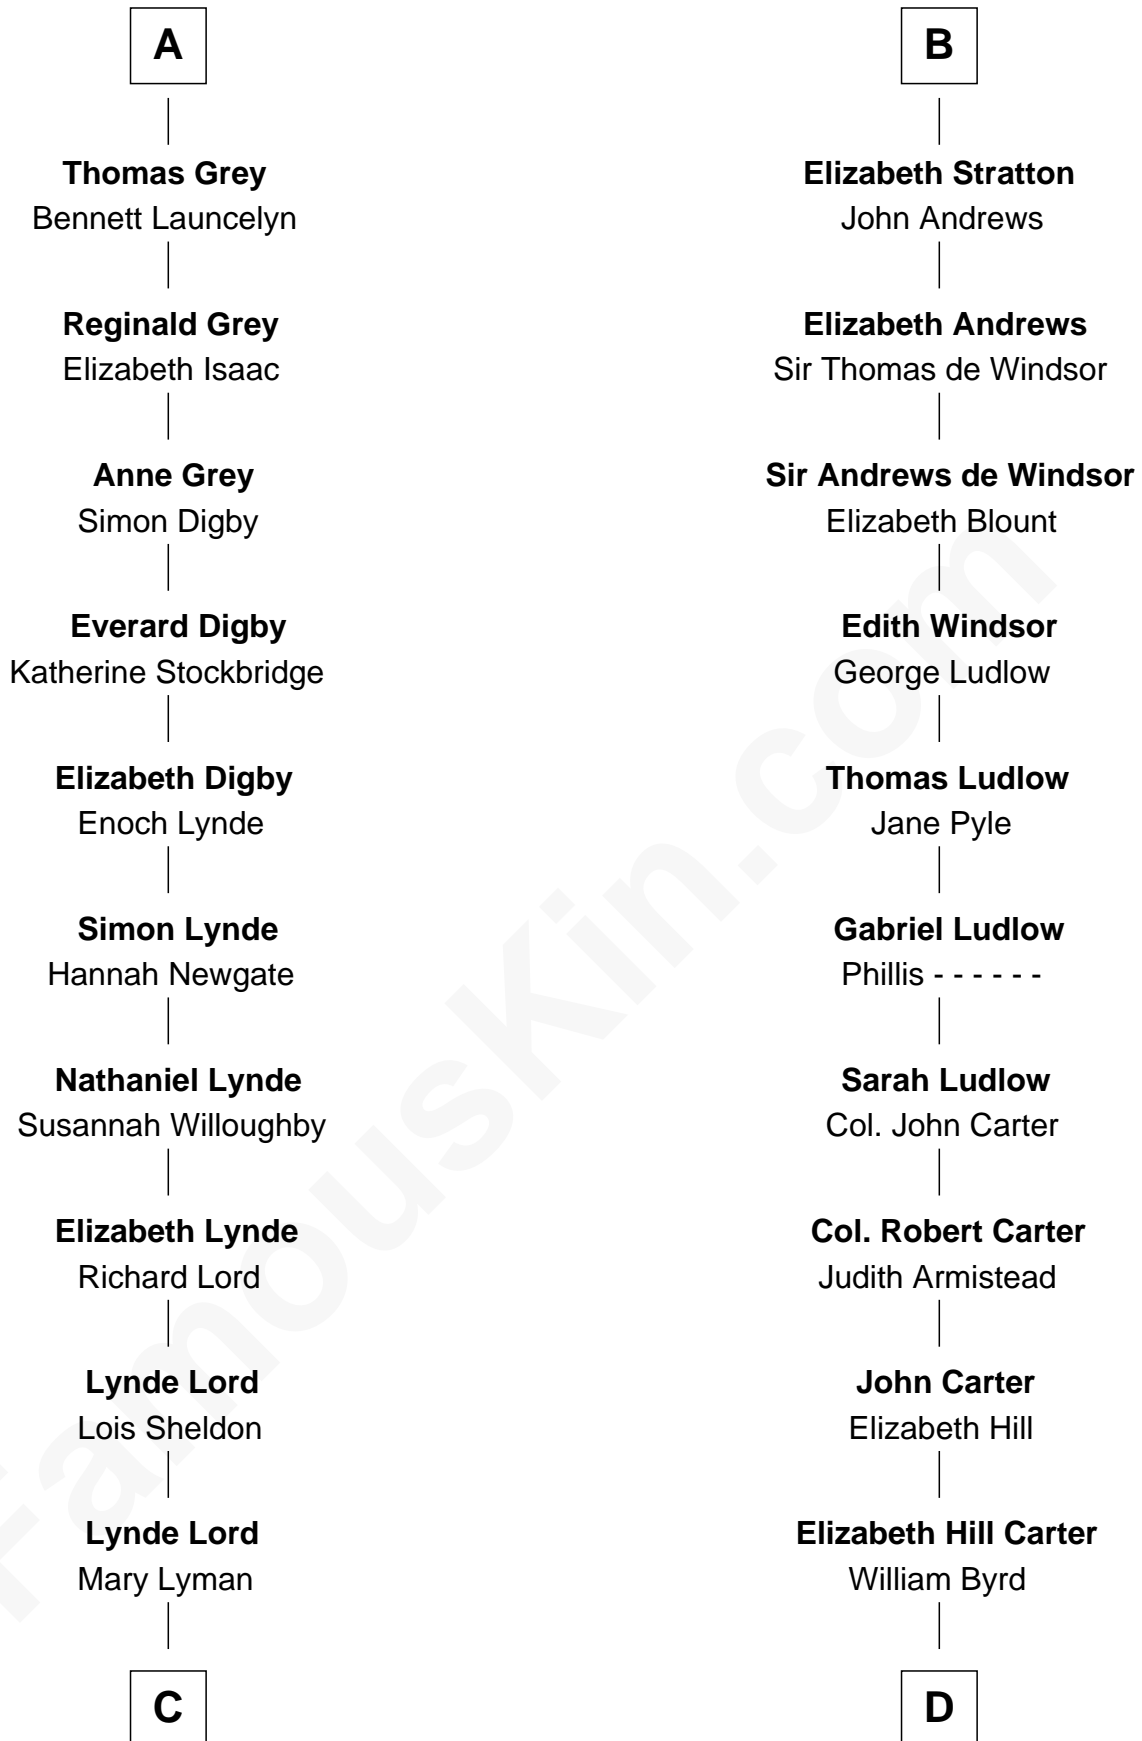 A
Thomas Grey
Bennett Launcelyn
Reginald Grey
Elizabeth Isaac
Anne Grey
Simon Digby
Everard Digby
Katherine Stockbridge
Elizabeth Digby
Enoch Lynde
Simon Lynde
Hannah Newgate
Nathaniel Lynde
Susannah Willoughby
Elizabeth Lynde
Richard Lord
Lynde Lord
Lois Sheldon
Lynde Lord
Mary Lyman
C
B
Elizabeth Stratton
John Andrews
Elizabeth Andrews
Sir Thomas de Windsor
Sir Andrews de Windsor
Elizabeth Blount
Edith Windsor
George Ludlow
Thomas Ludlow
Jane Pyle
Gabriel Ludlow
Phillis - - - - - -
Sarah Ludlow
Col. John Carter
Col. Robert Carter
Judith Armistead
John Carter
Elizabeth Hill
Elizabeth Hill Carter
William Byrd
D
FamousKin.com